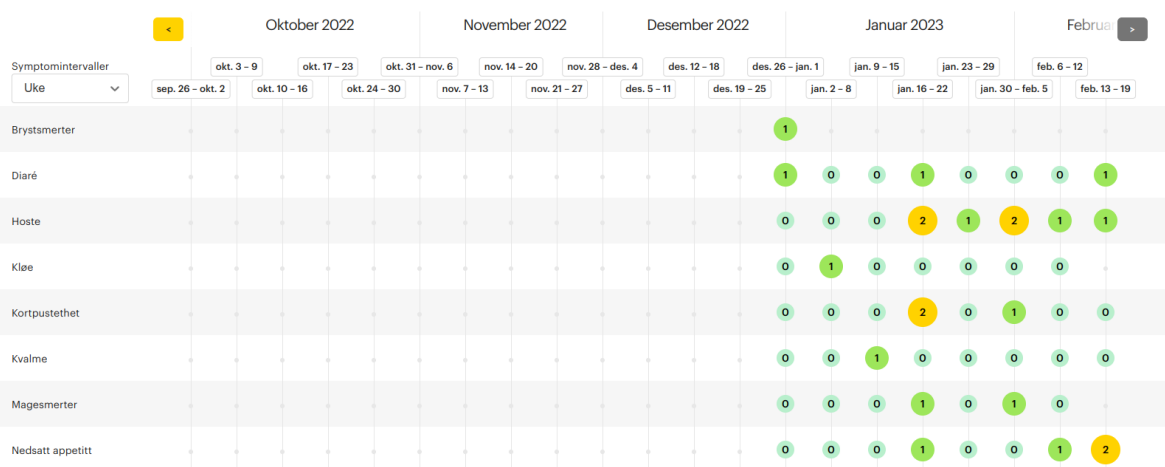 <
Oktober 2022 November 2022 Desember 2022 Januar 2023 Februar
>
Symptomintervaller
okt. 3 – 9 okt. 17 – 23 okt. 31 – nov. 6 nov. 14 – 20 nov. 28 – des. 4 des. 12 – 18 des. 26 – jan. 1 jan. 9 – 15 jan. 23 – 29 feb. 6 – 12
Uke
sep. 26 – okt. 2 okt. 10 – 16 okt. 24 – 30 nov. 7 – 13 nov. 21 – 27 des. 5 – 11 des. 19 – 25 jan. 2 – 8 jan. 16 – 22 jan. 30 – feb. 5 feb. 13 – 19
Brystsmerter 1
Diaré 1 0 0 1 0 0 0 1
Hoste 0 0 0 2 1 2 1 1
Kløe 0 1 0 0 0 0 0
Kortpustethet 0 0 0 2 0 1 0 0
Kvalme 0 0 1 0 0 0 0 0
Magesmerter 0 0 0 1 0 1 0
Nedsatt appetitt 0 0 0 1 0 0 1 2